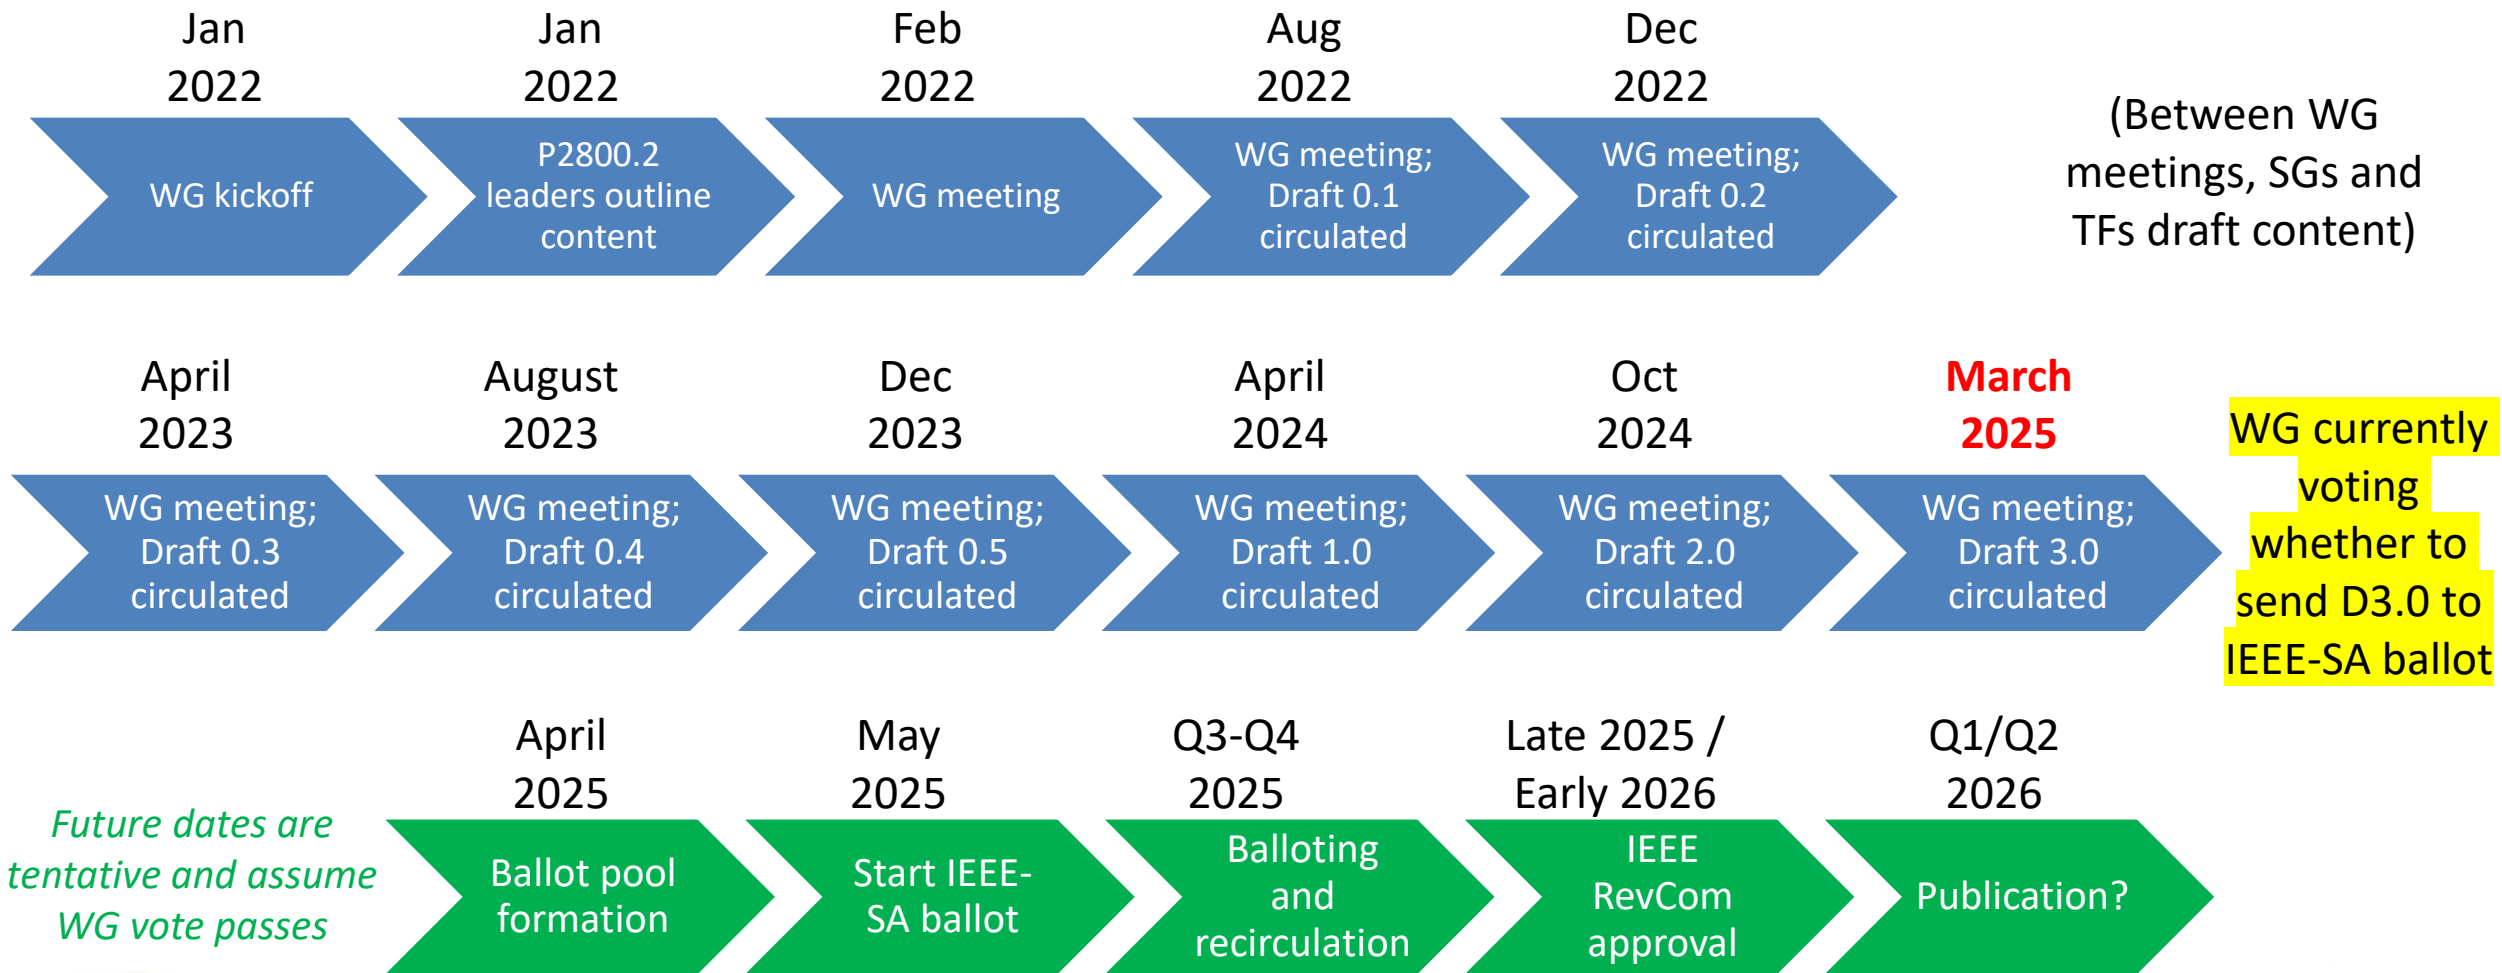 Jan
2022
Jan
2022
Feb
2022
Aug
2022
Dec
2022
WG kickoff
P2800.2
leaders outline
content
WG meeting
WG meeting;
Draft 0.1
circulated
WG meeting;
Draft 0.2
circulated
(Between WG
meetings, SGs and
TFs draft content)
April
2023
August
2023
Dec
2023
April
2024
Oct
2024
March
2025
WG meeting;
Draft 0.3
circulated
WG meeting;
Draft 0.4
circulated
WG meeting;
Draft 0.5
circulated
WG meeting;
Draft 1.0
circulated
WG meeting;
Draft 2.0
circulated
WG meeting;
Draft 3.0
circulated
WG currently
voting
whether to
send D3.0 to
IEEE-SA ballot
Future dates are
tentative and assume
WG vote passes
April
2025
May
2025
Q3-Q4
2025
Late 2025 /
Early 2026
Q1/Q2
2026
Ballot pool
formation
Start IEEE-
SA ballot
Balloting
and
recirculation
IEEE
RevCom
approval
Publication?